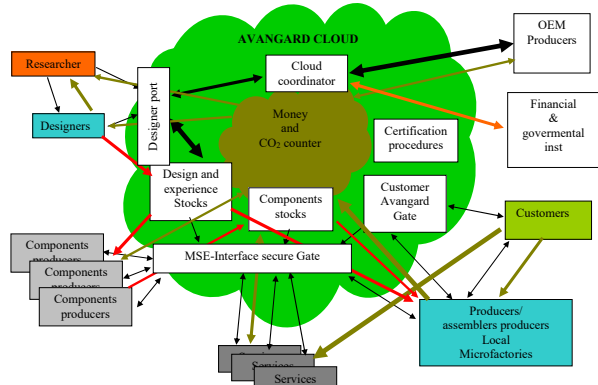 AVANGARD CLOUD
OEM
Producers
Researcher
Cloud
coordinator
Designer port
Designers
Money
and
CO₂ counter
Certification
procedures
Financial
&
govermental
inst
Design and
experience
Stocks
Components
stocks
Customer
Avangard
Gate
Customers
Components
producers
Components
producers
Components
producers
MSE-Interface secure Gate
Producers/
assemblers producers
Local
Microfactories
Services
Services